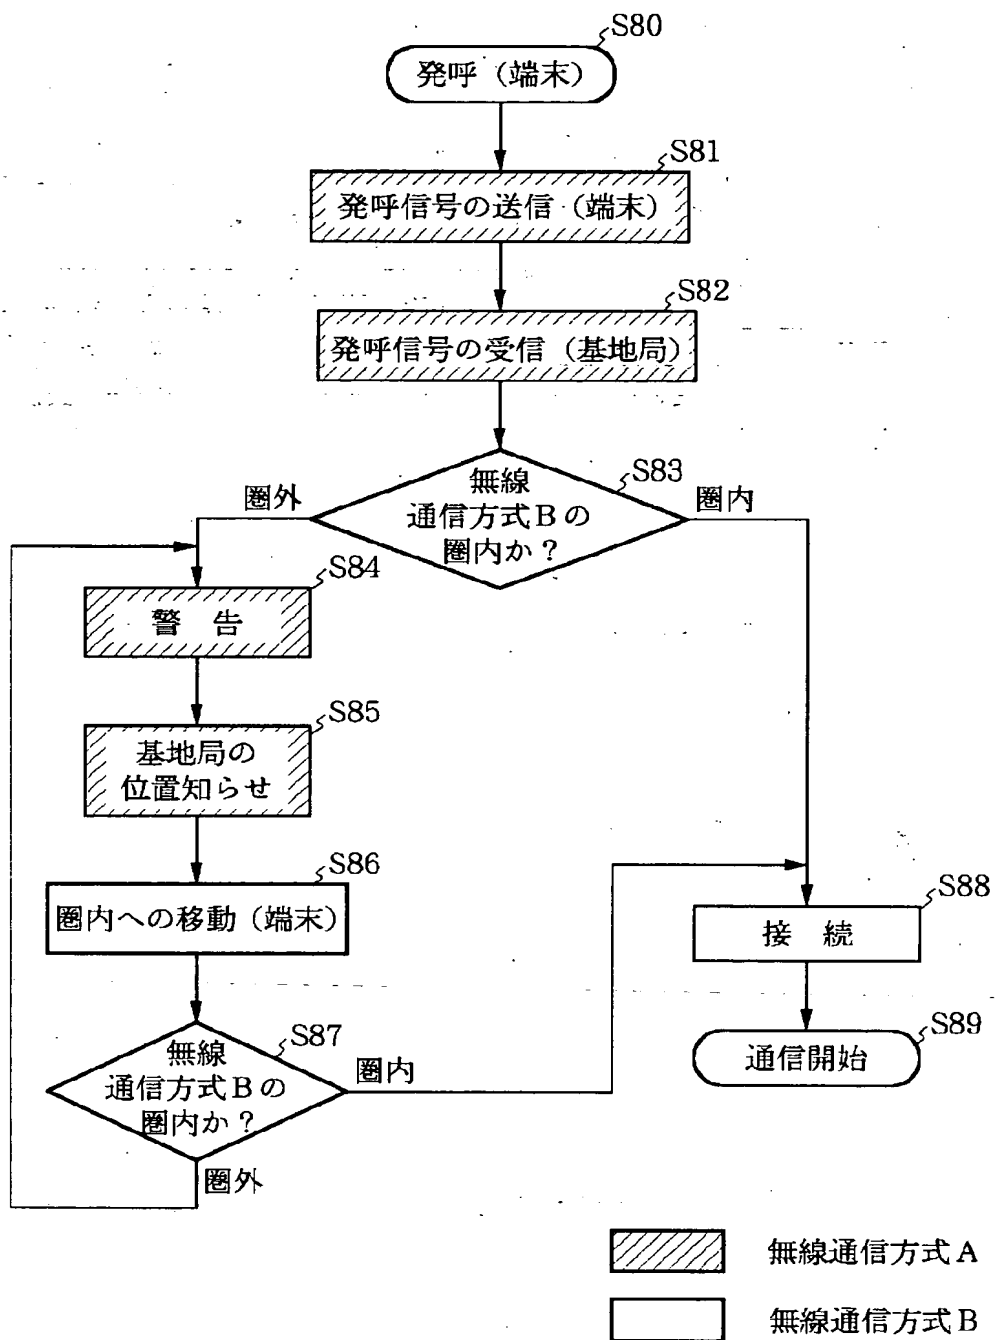 S80
発呼（端末）
S81
発呼信号の送信（端末）
S82
発呼信号の受信（基地局）
S83
無線
通信方式Bの
圏内か？
圏外
圏内
S84
警　告
S85
基地局の
位置知らせ
S86
圏内への移動（端末）
S87
無線
通信方式Bの
圏内か？
圏内
圏外
S88
接　続
S89
通信開始
無線通信方式A
無線通信方式B